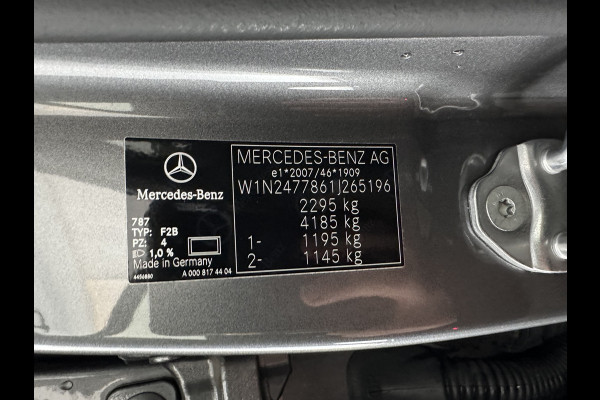 Mercedes-Benz
787
TYP: F2B
PZ: 4
1,0 %
Made in Germany
A 000 817 44 04
4456880
MERCEDES-BENZ AG
e1*2007/46*1909
W1N2477861J265196
2295 kg
4185 kg
1- 1195 kg
2- 1145 kg